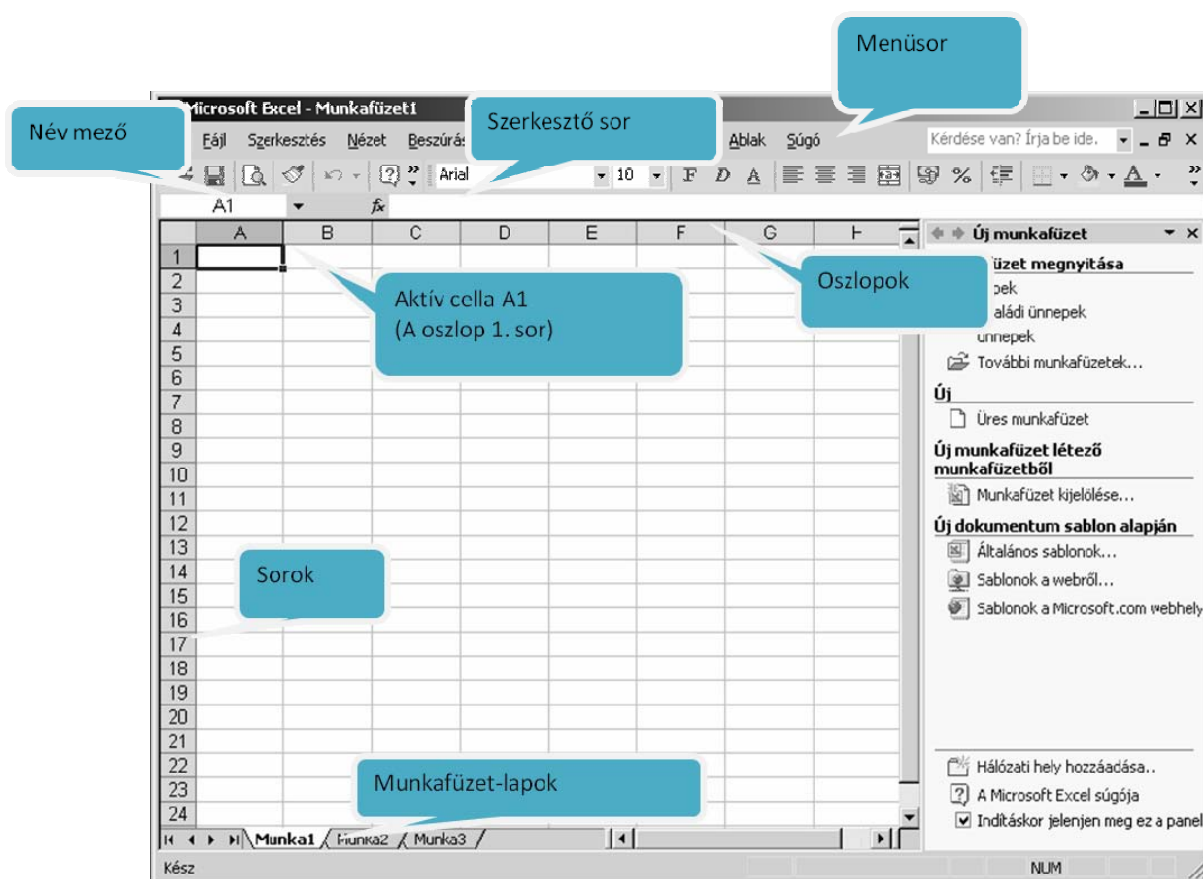 Menüsor
Microsoft Excel - Munkafüzet1
Név mező
Szerkesztő sor
Fájl Szerkesztés Nézet Beszúrás Ablak Súgó
Kérdése van? Írja be ide.
Arial 10 F D A
A1 fx
A B C D E F G H
Új munkafüzet
1
2
3
4
5
6
7
8
9
10
11
12
13
14
15
16
17
18
19
20
21
22
23
24
Aktív cella A1
(A oszlop 1. sor)
Oszlopok
Sorok
Munkafüzet-lapok
megnyitása
ünnepek
ünnepek
További munkafüzetek...
Új
Üres munkafüzet
Új munkafüzet létező
munkafüzetből
Munkafüzet kijelölése...
Új dokumentum sablon alapján
Általános sablonok...
Sablonok a webről...
Sablonok a Microsoft.com webhely
Hálózati hely hozzáadása..
A Microsoft Excel súgója
Indításkor jelenjen meg ez a panel
Munka1 Munka2 Munka3
Kész
NUM